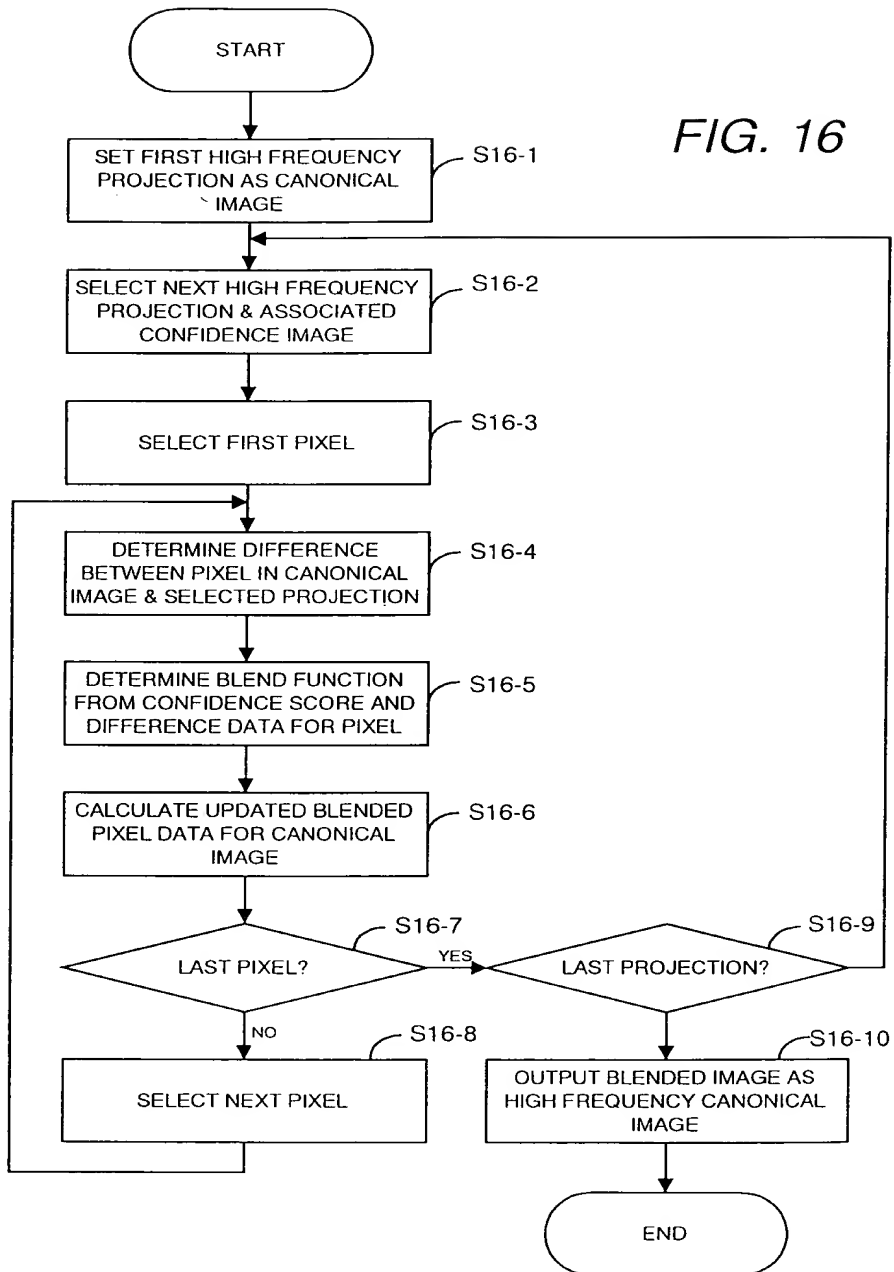 START
FIG. 16
SET FIRST HIGH FREQUENCY
PROJECTION AS CANONICAL
IMAGE
S16-1
SELECT NEXT HIGH FREQUENCY
PROJECTION & ASSOCIATED
CONFIDENCE IMAGE
S16-2
SELECT FIRST PIXEL
S16-3
DETERMINE DIFFERENCE
BETWEEN PIXEL IN CANONICAL
IMAGE & SELECTED PROJECTION
S16-4
DETERMINE BLEND FUNCTION
FROM CONFIDENCE SCORE AND
DIFFERENCE DATA FOR PIXEL
S16-5
CALCULATE UPDATED BLENDED
PIXEL DATA FOR CANONICAL
IMAGE
S16-6
LAST PIXEL?
S16-7
YES
LAST PROJECTION?
S16-9
NO
SELECT NEXT PIXEL
S16-8
OUTPUT BLENDED IMAGE AS
HIGH FREQUENCY CANONICAL
IMAGE
S16-10
END